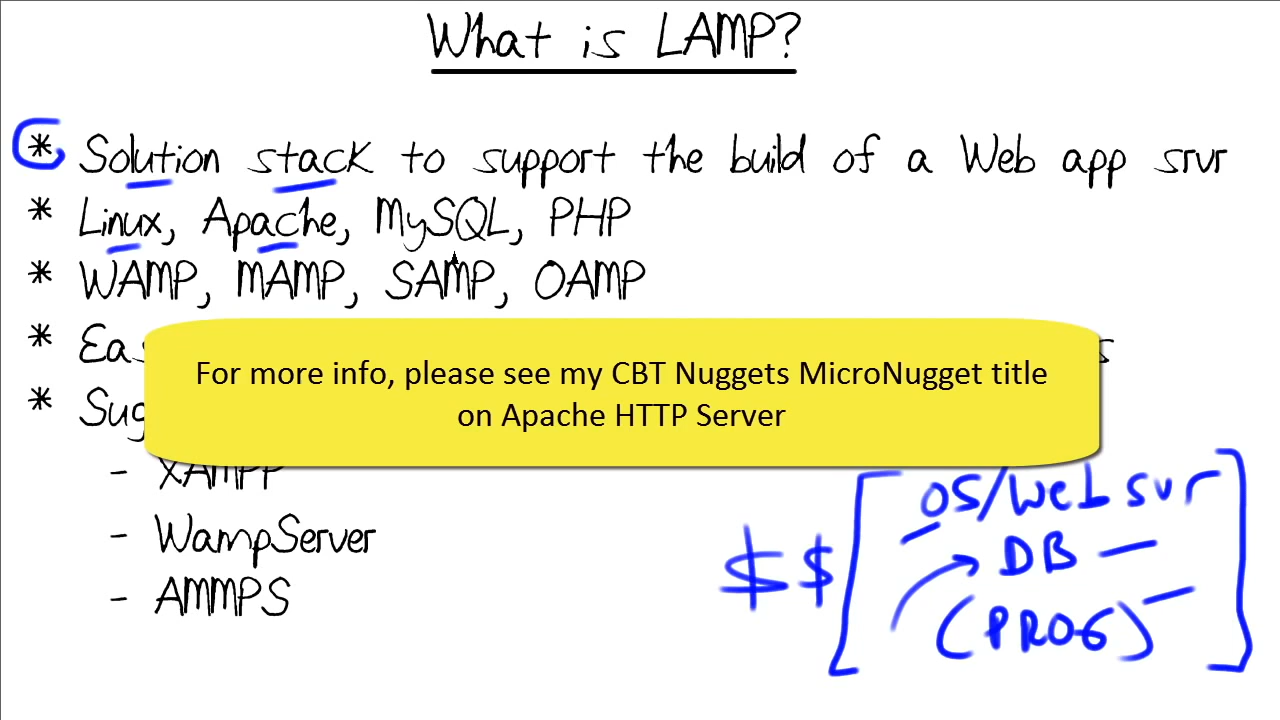 What is LAMP?
* Solution stack to support the build of a Web app srvr
* Linux, Apache, MySQL, PHP
* WAMP, MAMP, SAMP, OAMP
For more info, please see my CBT Nuggets MicroNugget title
on Apache HTTP Server
- XAMPP
- WampServer
- AMMPS
$$ [OS/Web svr
DB
(PROG)]